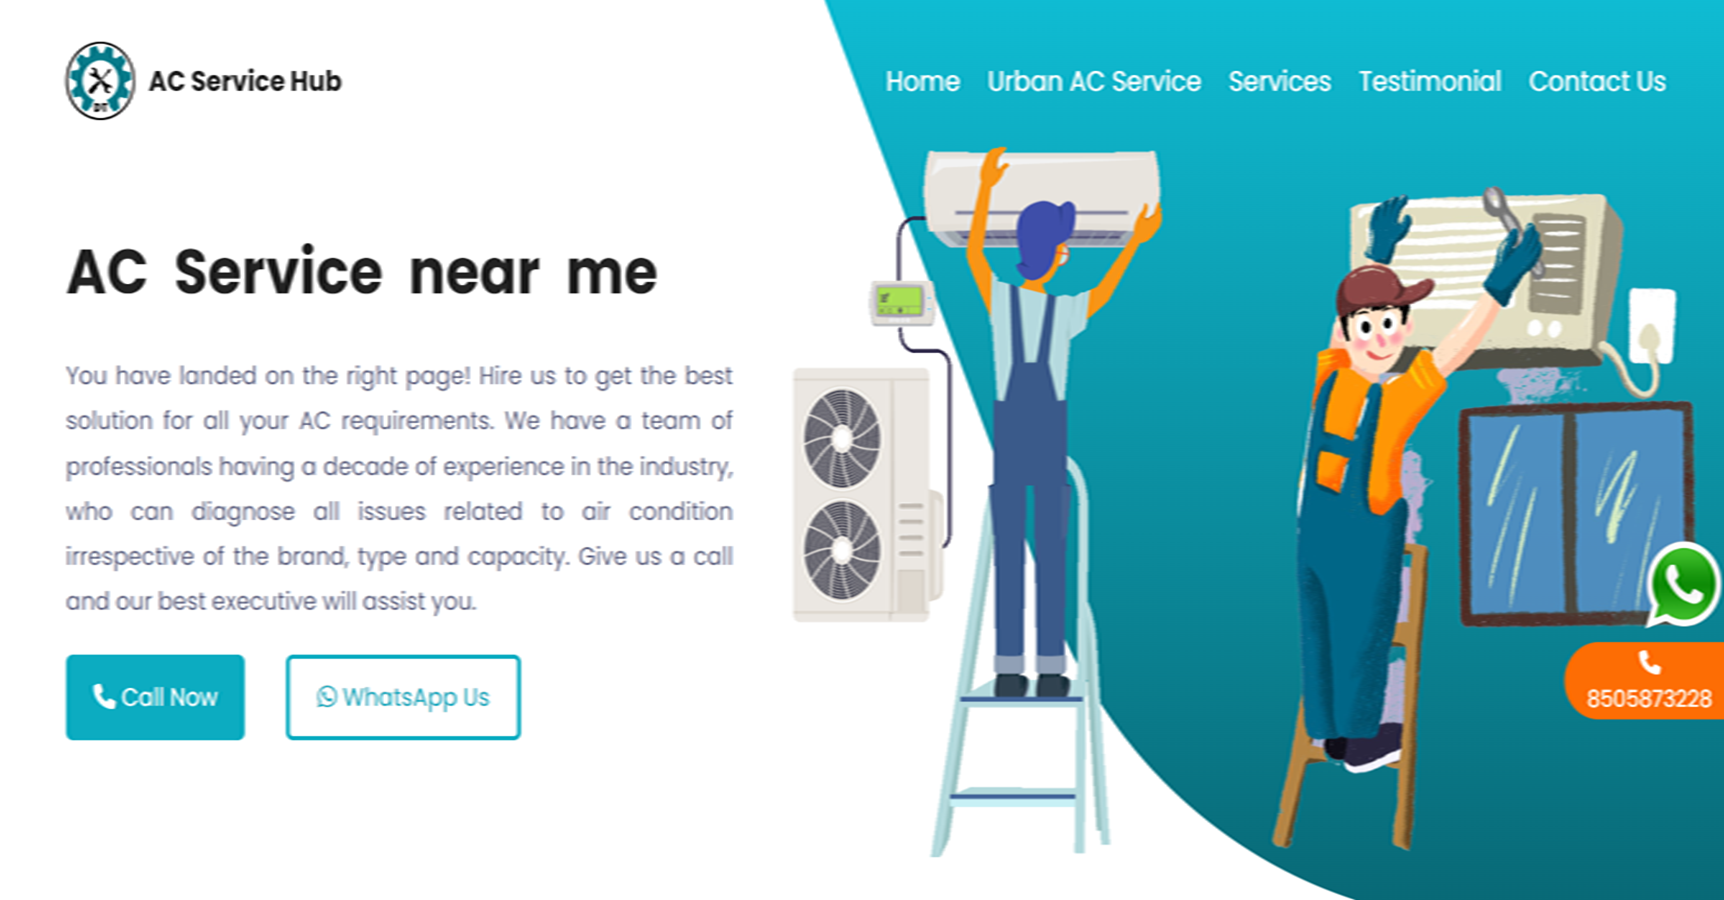 AC Service Hub
Home Urban AC Service Services Testimonial Contact Us
AC Service near me
You have landed on the right page! Hire us to get the best
solution for all your AC requirements. We have a team of
professionals having a decade of experience in the industry,
who can diagnose all issues related to air condition
irrespective of the brand, type and capacity. Give us a call
and our best executive will assist you.
Call Now
WhatsApp Us
8505873228